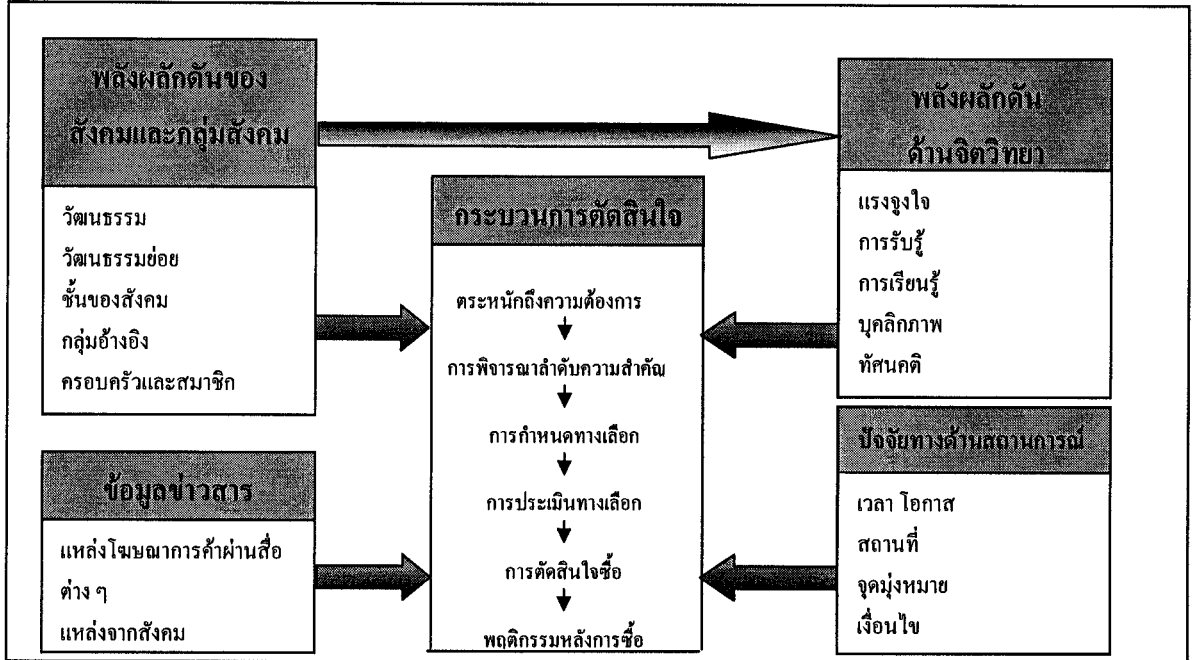 พลังผลักดันของ
สังคมและกลุ่มสังคม
วัฒนธรรม
วัฒนธรรมย่อย
ชั้นของสังคม
กลุ่มอ้างอิง
ครอบครัวและสมาชิก
ข้อมูลข่าวสาร
แหล่งโฆษณาการค้าผ่านสื่อ
ต่าง ๆ
แหล่งจากสังคม
กระบวนการตัดสินใจ
ตระหนักถึงความต้องการ
การพิจารณาลำดับความสำคัญ
การกำหนดทางเลือก
การประเมินทางเลือก
การตัดสินใจซื้อ
พฤติกรรมหลังการซื้อ
พลังผลักดัน
ด้านจิตวิทยา
แรงจูงใจ
การรับรู้
การเรียนรู้
บุคลิกภาพ
ทัศนคติ
ปัจจัยทางด้านสถานการณ์
เวลา โอกาส
สถานที่
จุดมุ่งหมาย
เงื่อนไข